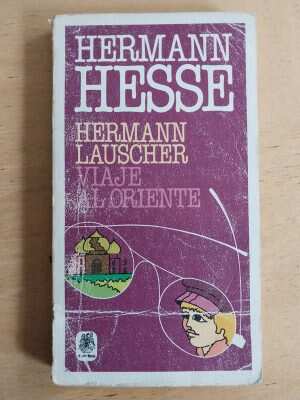 HERMANN
HESSE
HERMANN
LAUSCHER
VIAJE
AL ORIENTE